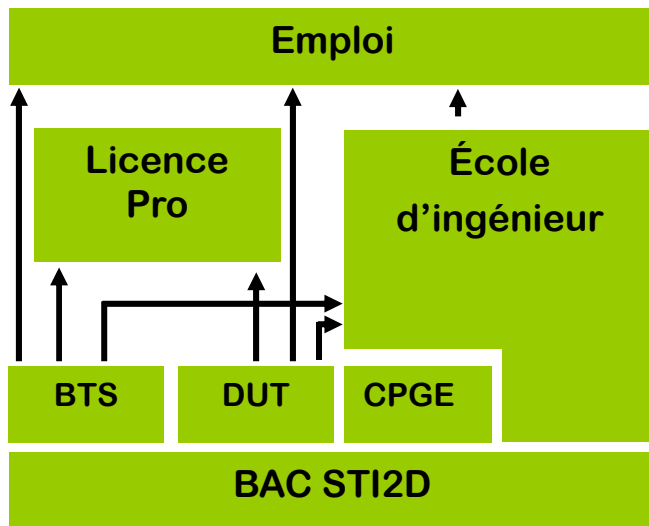 Emploi
Licence
Pro
École
d'ingénieur
BTS
DUT
CPGE
BAC STI2D